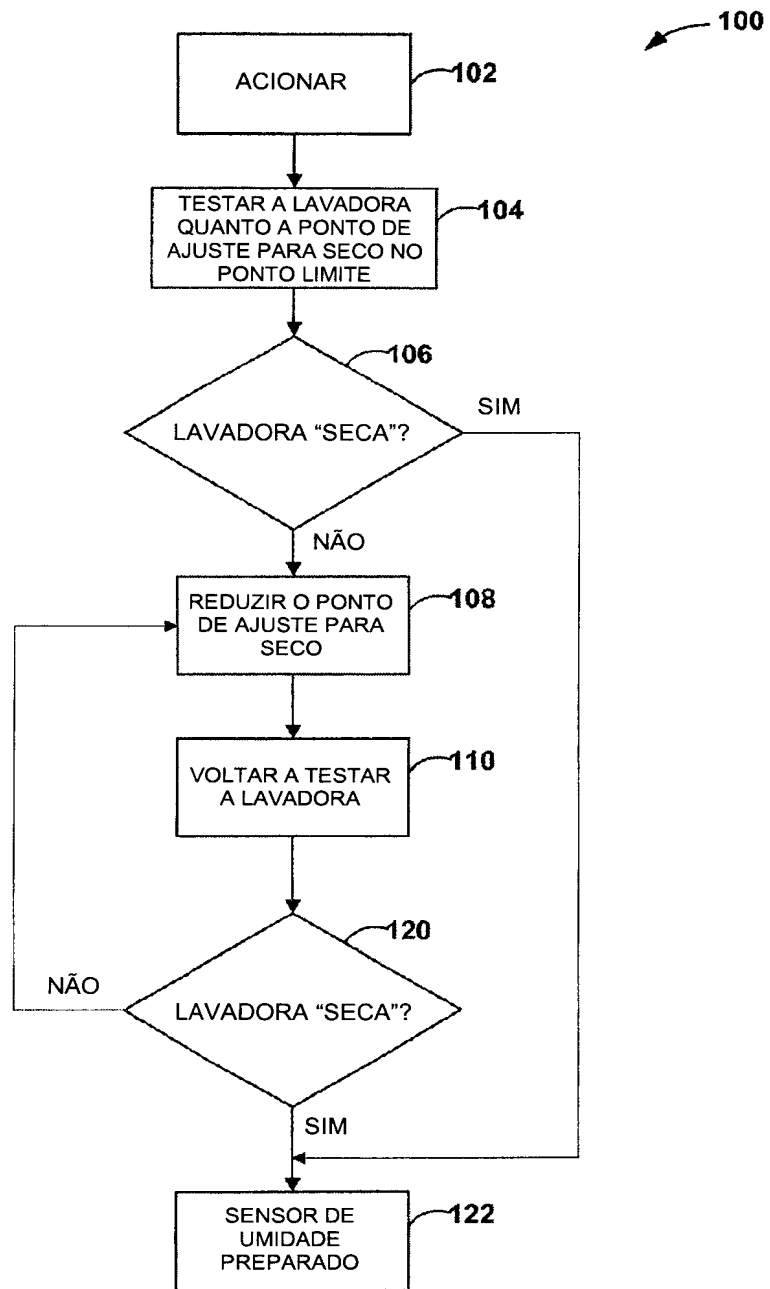 100
ACIONAR
102
TESTAR A LAVADORA
QUANTO A PONTO DE
AJUSTE PARA SECO NO
PONTO LIMITE
104
106
LAVADORA “SECA”?
SIM
NÃO
REDUZIR O PONTO
DE AJUSTE PARA
SECO
108
VOLTAR A TESTAR
A LAVADORA
110
120
NÃO
LAVADORA “SECA”?
SIM
SENSOR DE
UMIDADE
PREPARADO
122